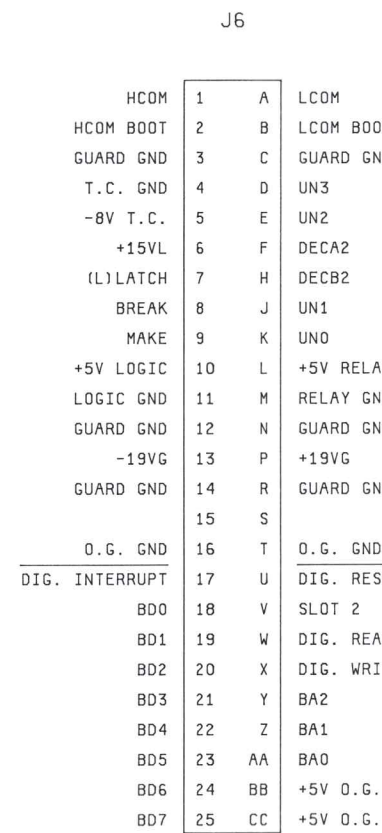 J6
HCOM 1 A LCOM
HCOM BOOT 2 B LCOM BOO
GUARD GND 3 C GUARD GN
T.C. GND 4 D UN3
-8V T.C. 5 E UN2
+15VL 6 F DECA2
(L)LATCH 7 H DECB2
BREAK 8 J UN1
MAKE 9 K UN0
+5V LOGIC 10 L +5V RELA
LOGIC GND 11 M RELAY GN
GUARD GND 12 N GUARD GN
-19VG 13 P +19VG
GUARD GND 14 R GUARD GN
15 S
O.G. GND 16 T O.G. GND
DIG. INTERRUPT 17 U DIG. RES
BD0 18 V SLOT 2
BD1 19 W DIG. REA
BD2 20 X DIG. WRI
BD3 21 Y BA2
BD4 22 Z BA1
BD5 23 AA BA0
BD6 24 BB +5V O.G.
BD7 25 CC +5V O.G.